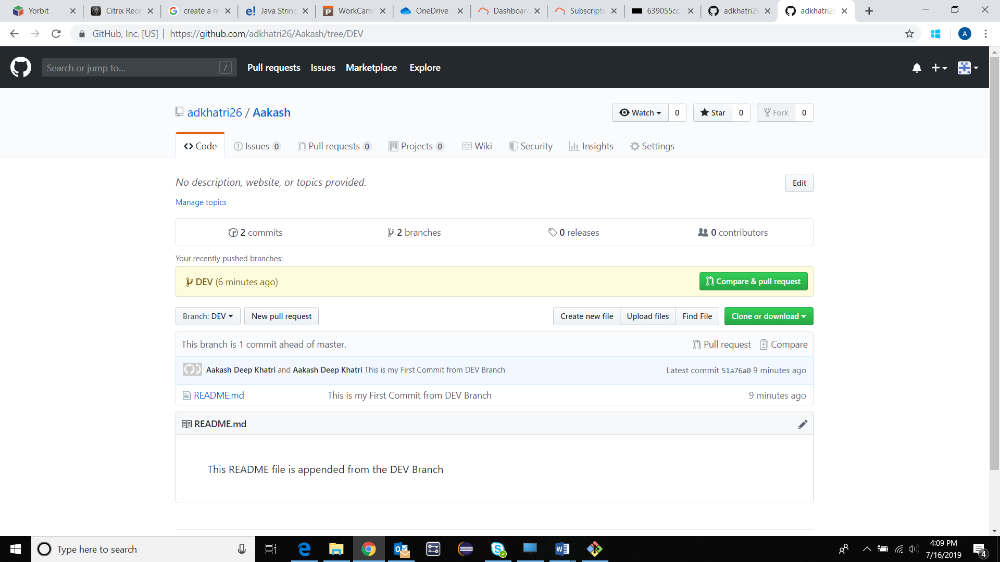 Yorbit
Citrix Rece
create a m
Java String
WorkCanv
OneDrive
Dashboard
Subscripti
639055cc-
adkhatri26
adkhatri26
GitHub, Inc. [US] | https://github.com/adkhatri26/Aakash/tree/DEV
A
Search or jump to... /
Pull requests Issues Marketplace Explore
adkhatri26 / Aakash
Watch 0 Star 0 Fork 0
Code Issues 0 Pull requests 0 Projects 0 Wiki Security Insights Settings
No description, website, or topics provided.
Edit
Manage topics
2 commits 2 branches 0 releases 0 contributors
Your recently pushed branches:
DEV (6 minutes ago)
Compare & pull request
Branch: DEV New pull request Create new file Upload files Find File Clone or download
This branch is 1 commit ahead of master. Pull request Compare
Aakash Deep Khatri and Aakash Deep Khatri This is my First Commit from DEV Branch Latest commit 51a76a0 9 minutes ago
README.md This is my First Commit from DEV Branch 9 minutes ago
README.md
This README file is appended from the DEV Branch
Type here to search
4:09 PM
7/16/2019
4